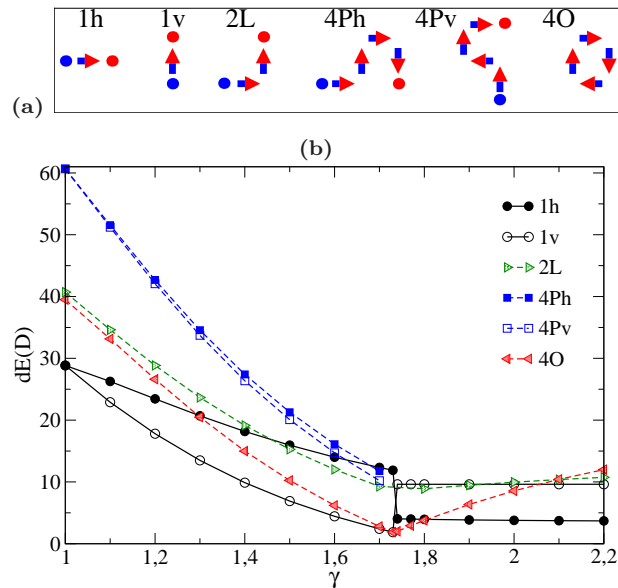 1h 1v 2L 4Ph 4Pv 4O
(a)
(b)
60
50
40
30
20
10
0
dE(D)
1h
1v
2L
4Ph
4Pv
4O
1 1,2 1,4 1,6 1,8 2 2,2
γ